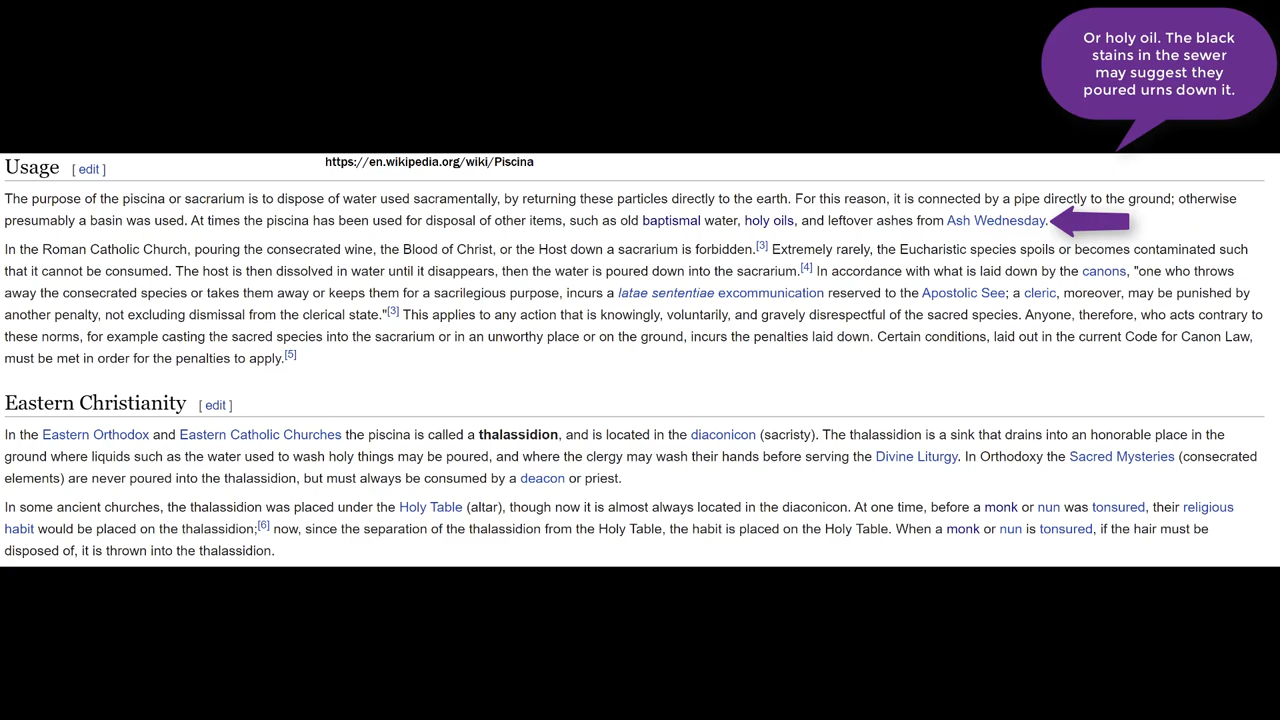 Or holy oil. The black
stains in the sewer
may suggest they
poured urns down it.
Usage [ edit ]
https://en.wikipedia.org/wiki/Piscina
The purpose of the piscina or sacrarium is to dispose of water used sacramentally, by returning these particles directly to the earth. For this reason, it is connected by a pipe directly to the ground; otherwise
presumably a basin was used. At times the piscina has been used for disposal of other items, such as old baptismal water, holy oils, and leftover ashes from Ash Wednesday.
In the Roman Catholic Church, pouring the consecrated wine, the Blood of Christ, or the Host down a sacrarium is forbidden.[3] Extremely rarely, the Eucharistic species spoils or becomes contaminated such
that it cannot be consumed. The host is then dissolved in water until it disappears, then the water is poured down into the sacrarium.[4] In accordance with what is laid down by the canons, "one who throws
away the consecrated species or takes them away or keeps them for a sacrilegious purpose, incurs a latae sententiae excommunication reserved to the Apostolic See; a cleric, moreover, may be punished by
another penalty, not excluding dismissal from the clerical state."[3] This applies to any action that is knowingly, voluntarily, and gravely disrespectful of the sacred species. Anyone, therefore, who acts contrary to
these norms, for example casting the sacred species into the sacrarium or in an unworthy place or on the ground, incurs the penalties laid down. Certain conditions, laid out in the current Code for Canon Law,
must be met in order for the penalties to apply.[5]
Eastern Christianity [ edit ]
In the Eastern Orthodox and Eastern Catholic Churches the piscina is called a thalassidion, and is located in the diaconicon (sacristy). The thalassidion is a sink that drains into an honorable place in the
ground where liquids such as the water used to wash holy things may be poured, and where the clergy may wash their hands before serving the Divine Liturgy. In Orthodoxy the Sacred Mysteries (consecrated
elements) are never poured into the thalassidion, but must always be consumed by a deacon or priest.
In some ancient churches, the thalassidion was placed under the Holy Table (altar), though now it is almost always located in the diaconicon. At one time, before a monk or nun was tonsured, their religious
habit would be placed on the thalassidion;[6] now, since the separation of the thalassidion from the Holy Table, the habit is placed on the Holy Table. When a monk or nun is tonsured, if the hair must be
disposed of, it is thrown into the thalassidion.